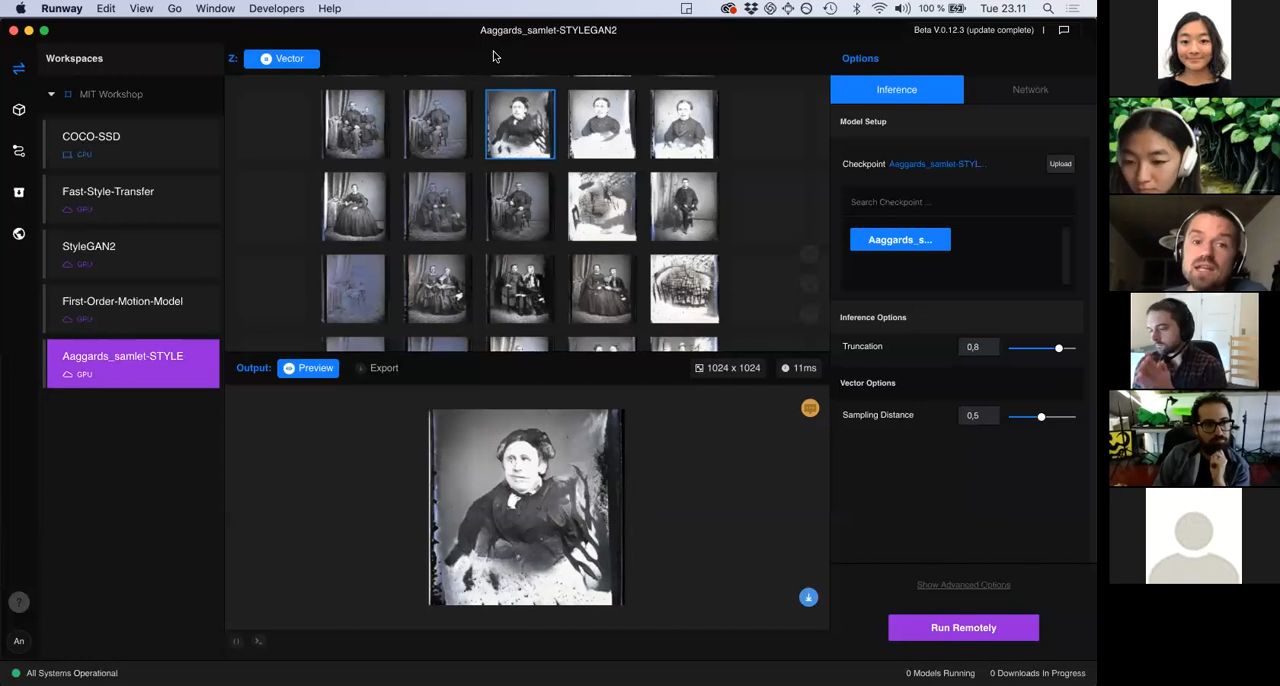 Runway File Edit View Go Window Developers Help 100 % Tue 23.11
Aaggards_samlet-STYLEGAN2
Beta V.0.12.3 (update complete)
Workspaces
MIT Workshop
COCO-SSD
CPU
Fast-Style-Transfer
GPU
StyleGAN2
GPU
First-Order-Motion-Model
GPU
Aaggards_samlet-STYLE
GPU
?
An
Z: Vector
Output: Preview Export 1024 x 1024 11ms
Options
Inference Network
Model Setup
Checkpoint Aaggards_samlet-STYL... Upload
Search Checkpoint ...
Aaggards_s...
Inference Options
Truncation 0,8
Vector Options
Sampling Distance 0,5
Show Advanced Options
Run Remotely
All Systems Operational
0 Models Running 0 Downloads In Progress